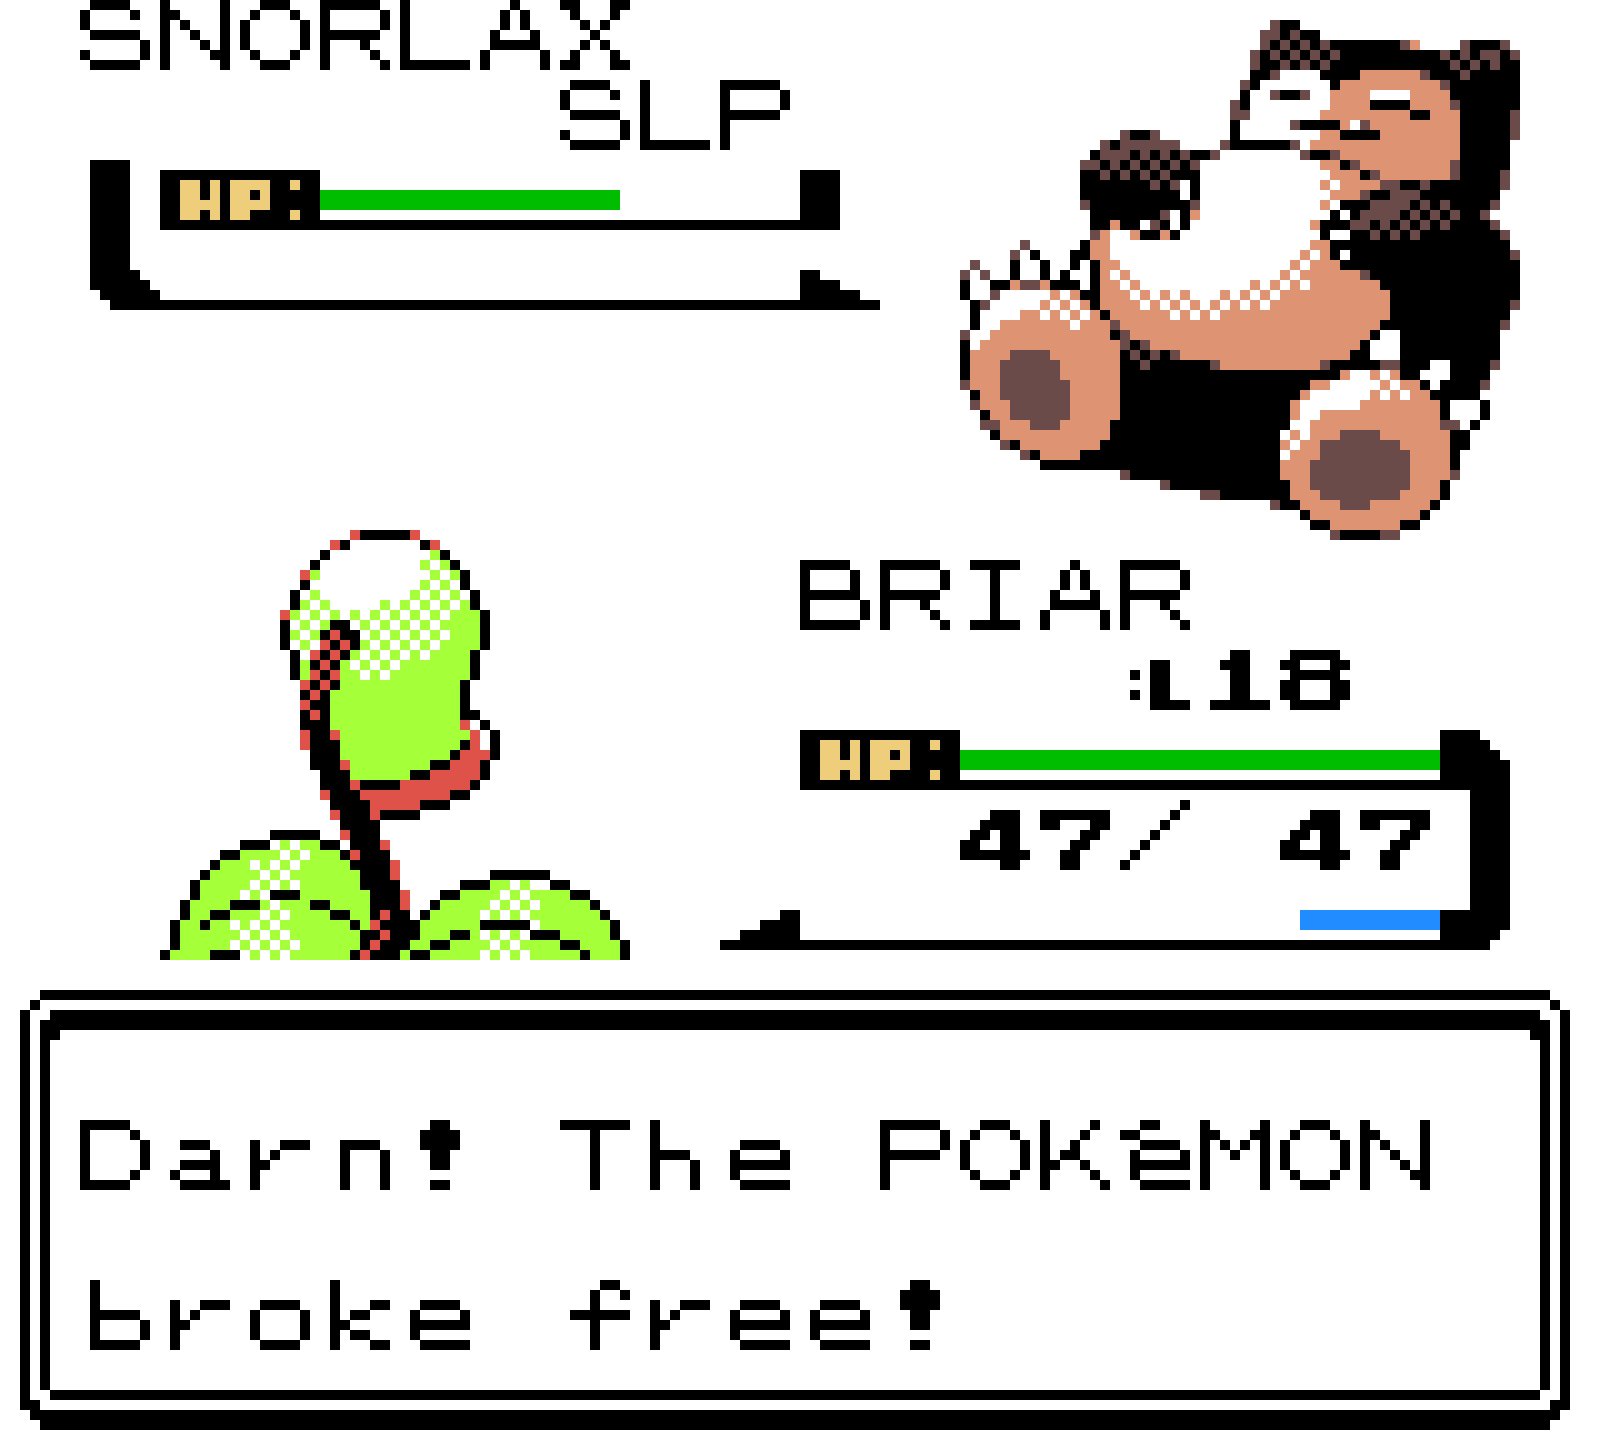 SNORLAX
SLP
HP:
BRIAR
:L18
HP:
47/ 47
Darn! The POKéMON
broke free!